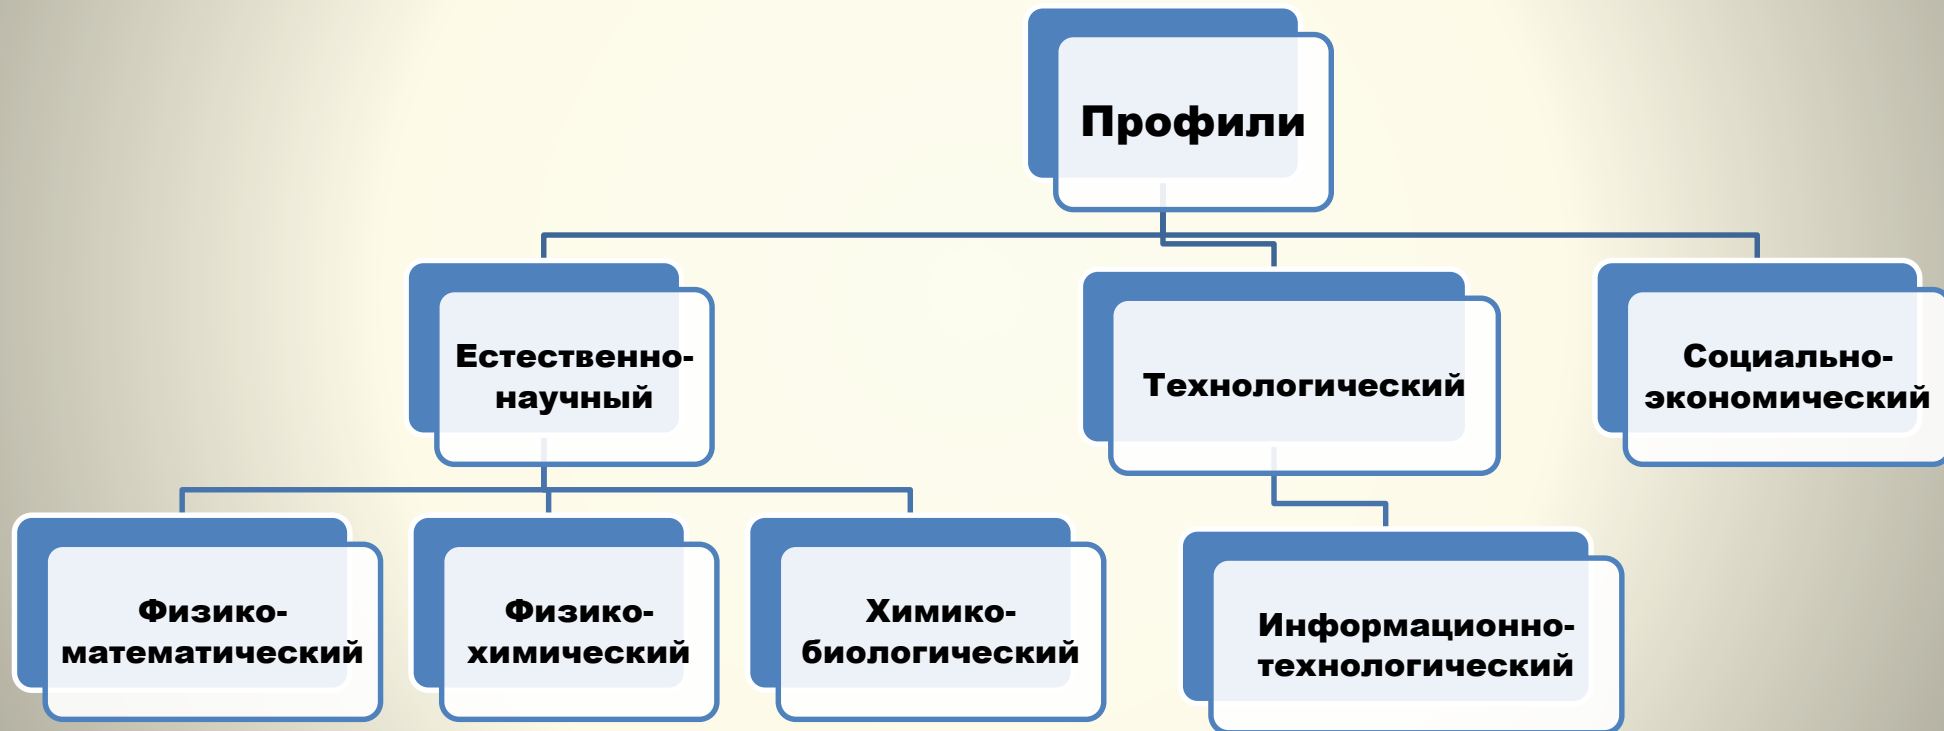 Профили
Естественно-
научный
Технологический
Социально-
экономический
Физико-
математический
Физико-
химический
Химико-
биологический
Информационно-
технологический